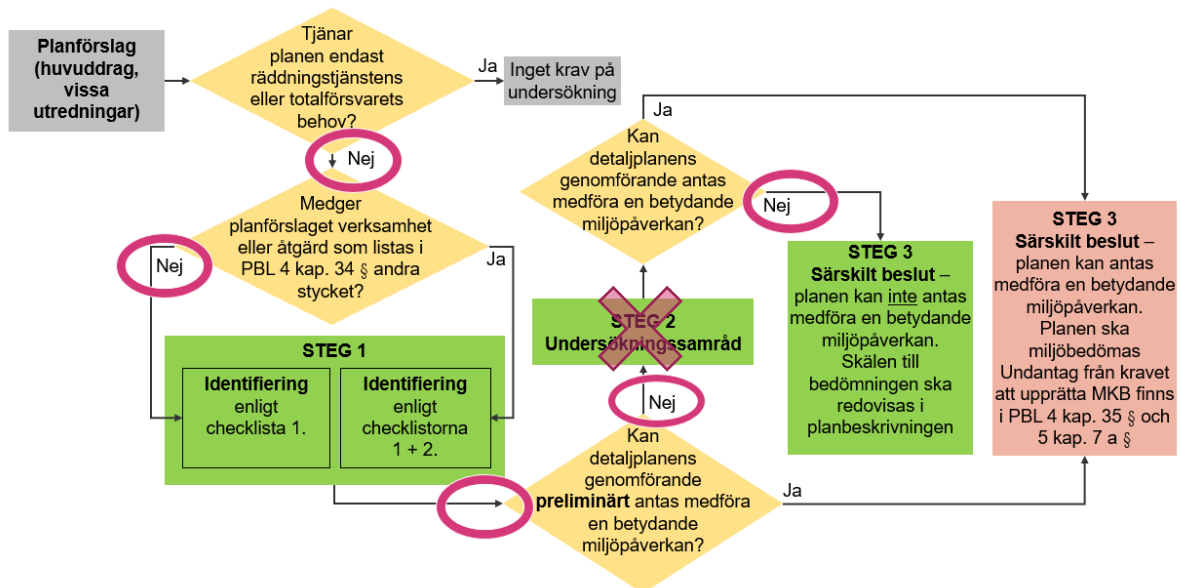 Planförslag
(huvuddrag,
vissa
utredningar)
Tjänar
planen endast
räddningstjänstens
eller totalförsvarets
behov?
Ja
Inget krav på
undersökning
Nej
Medger
planförslaget verksamhet
eller åtgärd som listas i
PBL 4 kap. 34 § andra
stycket?
Nej
Ja
STEG 1
Identifiering
enligt
checklista 1.
Identifiering
enligt
checklistorna
1 + 2.
Kan
detaljplanens
genomförande
preliminärt antas medföra
en betydande
miljöpåverkan?
Nej
Ja
STEG 2
Undersökningssamråd
Kan
detaljplanens
genomförande antas
medföra en betydande
miljöpåverkan?
Ja
Nej
STEG 3
Särskilt beslut –
planen kan inte antas
medföra en betydande
miljöpåverkan.
Skälen till
bedömningen ska
redovisas i
planbeskrivningen
STEG 3
Särskilt beslut –
planen kan antas
medföra en betydande
miljöpåverkan.
Planen ska
miljöbedömas
Undantag från kravet
att upprätta MKB finns
i PBL 4 kap. 35 § och
5 kap. 7 a §